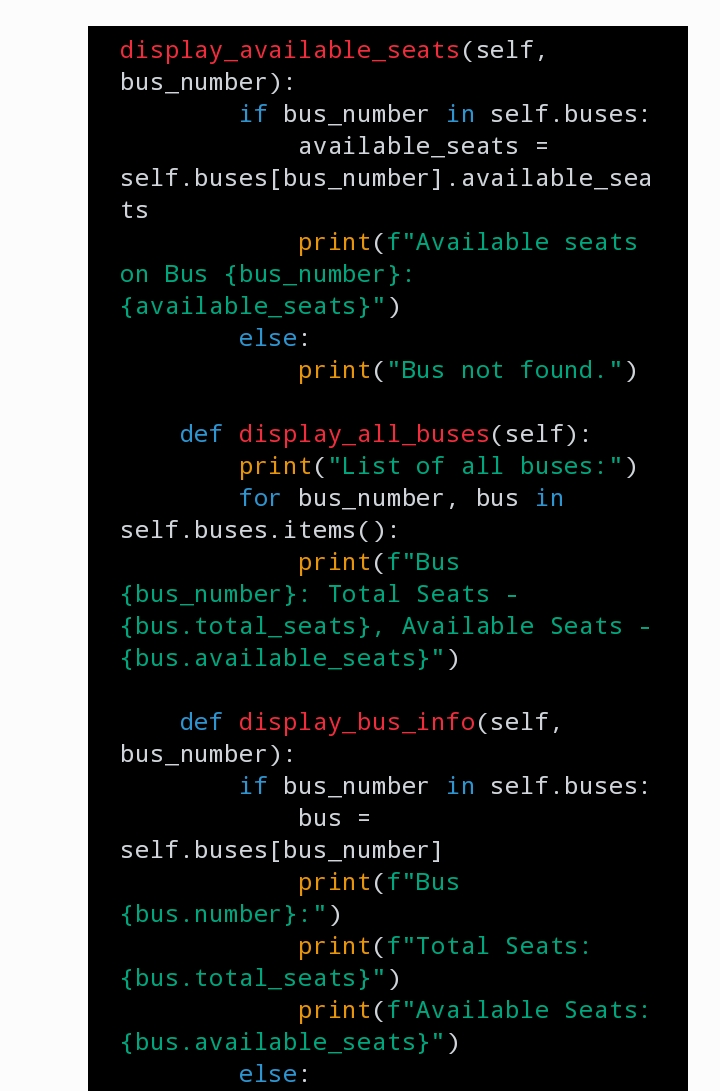 display_available_seats(self,
bus_number):
        if bus_number in self.buses:
            available_seats =
self.buses[bus_number].available_sea
ts
            print(f"Available seats
on Bus {bus_number}:
{available_seats}")
        else:
            print("Bus not found.")

    def display_all_buses(self):
        print("List of all buses:")
        for bus_number, bus in
self.buses.items():
            print(f"Bus
{bus_number}: Total Seats -
{bus.total_seats}, Available Seats -
{bus.available_seats}")

    def display_bus_info(self,
bus_number):
        if bus_number in self.buses:
            bus =
self.buses[bus_number]
            print(f"Bus
{bus.number}:")
            print(f"Total Seats:
{bus.total_seats}")
            print(f"Available Seats:
{bus.available_seats}")
        else: